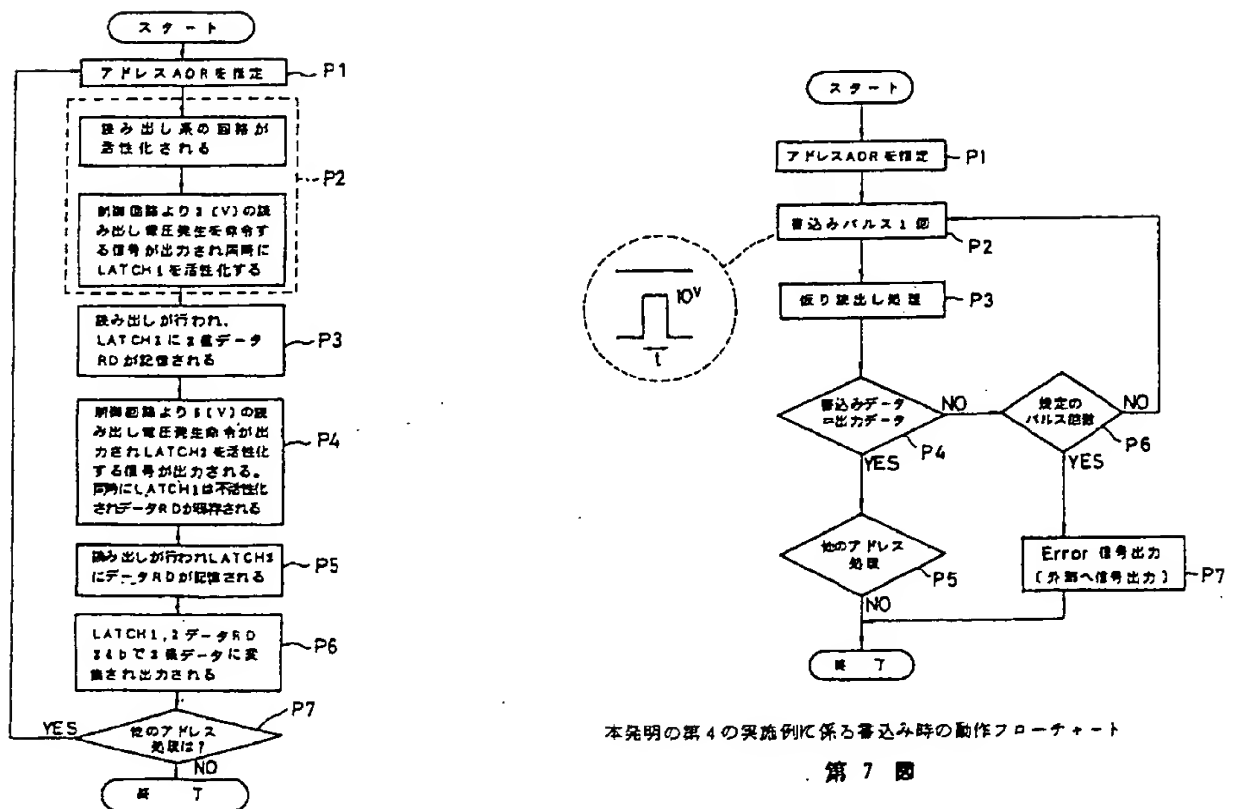 スタート
アドレスADRを指定
P1
読み出し系の回路が
活性化される
P2
制御回路より3(V)の読
み出し電圧発生を命令す
る信号が出力され同時に
LATCH1を活性化する
読み出しが行われ、
に2値データ
RDが記憶される
P3
制御回路より5(V)の読
み出し電圧発生命令が出
力されLATCH2を活性化
する信号が出力される。
同時にLATCH1は不活性化
されデータRDが保存される
P4
読み出しが行われLATCH2
にデータRDが記憶される
P5
LATCH1,2データRD
値データに変
され出力される
P6
他のアドレス
処理は?
P7
YES
NO
終了
スタート
アドレスADRを指定
P1
書込みパルス1回
P2
10V
t
仮り読出し処理
P3
書込みデータ
=出力データ
P4
NO
YES
規定の
パルス回数
P6
NO
YES
他のアドレス
処理
P5
NO
Error 信号出力
(外部へ信号出力)
P7
終了
本発明の第4の実施例に係る書込み時の動作フローチャート
第7図